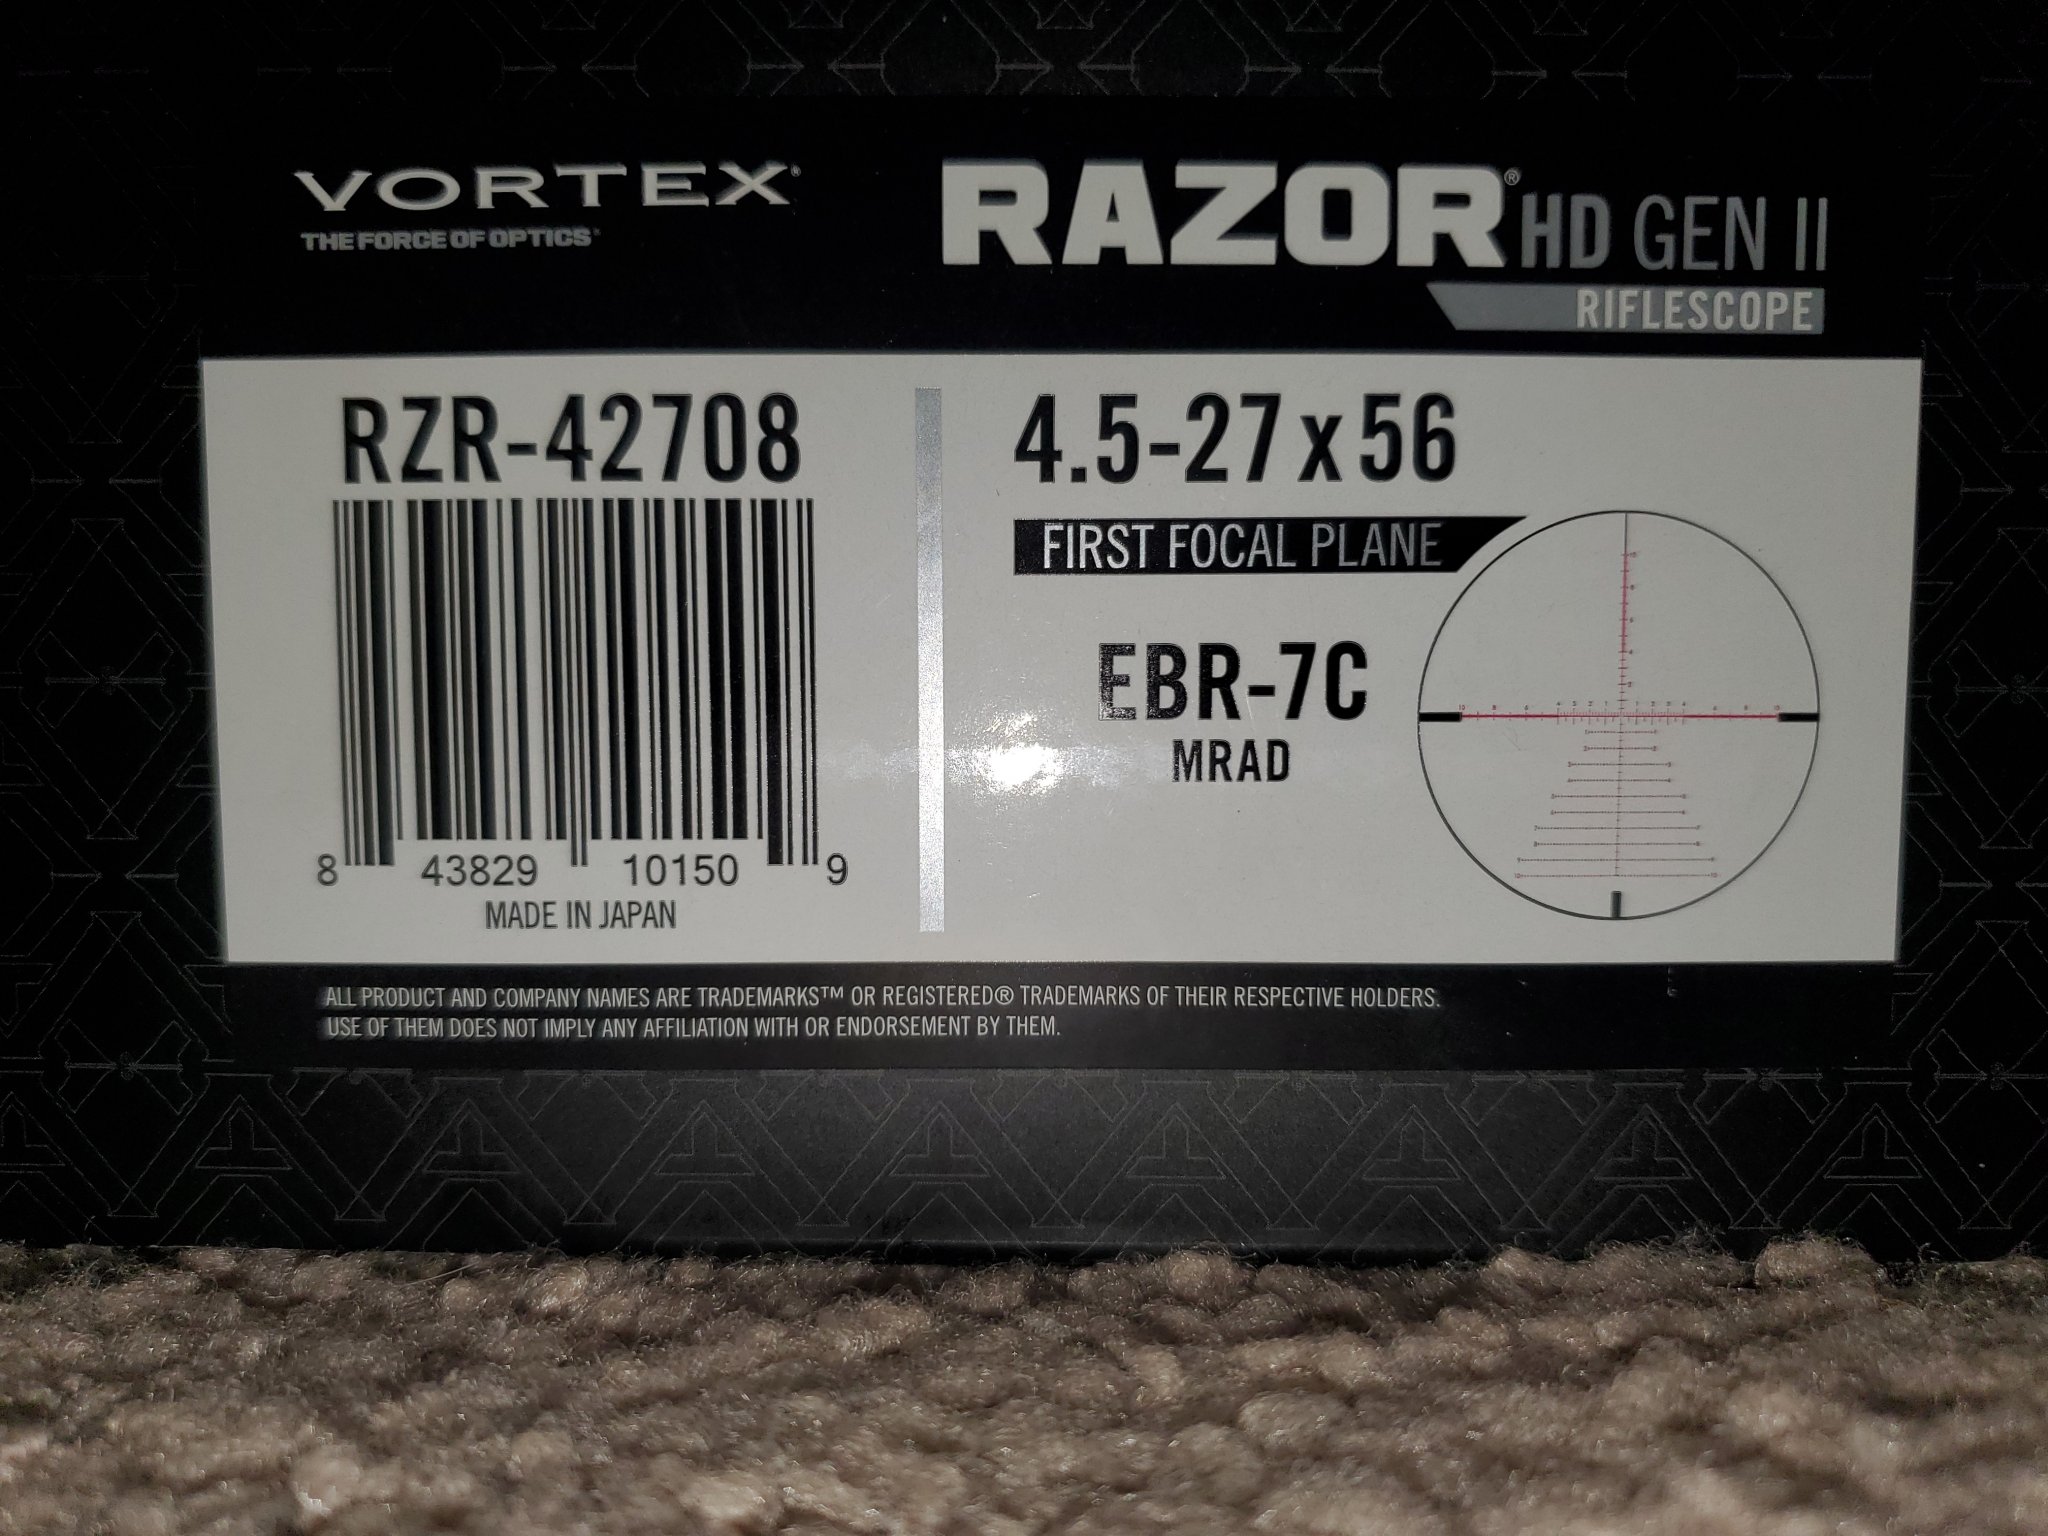 VORTEX®
THE FORCE OF OPTICS®
RAZOR® HD GEN II
RIFLESCOPE
RZR-42708
8 43829 10150 9
MADE IN JAPAN
4.5-27x56
FIRST FOCAL PLANE
EBR-7C
MRAD
ALL PRODUCT AND COMPANY NAMES ARE TRADEMARKS™ OR REGISTERED® TRADEMARKS OF THEIR RESPECTIVE HOLDERS.
USE OF THEM DOES NOT IMPLY ANY AFFILIATION WITH OR ENDORSEMENT BY THEM.